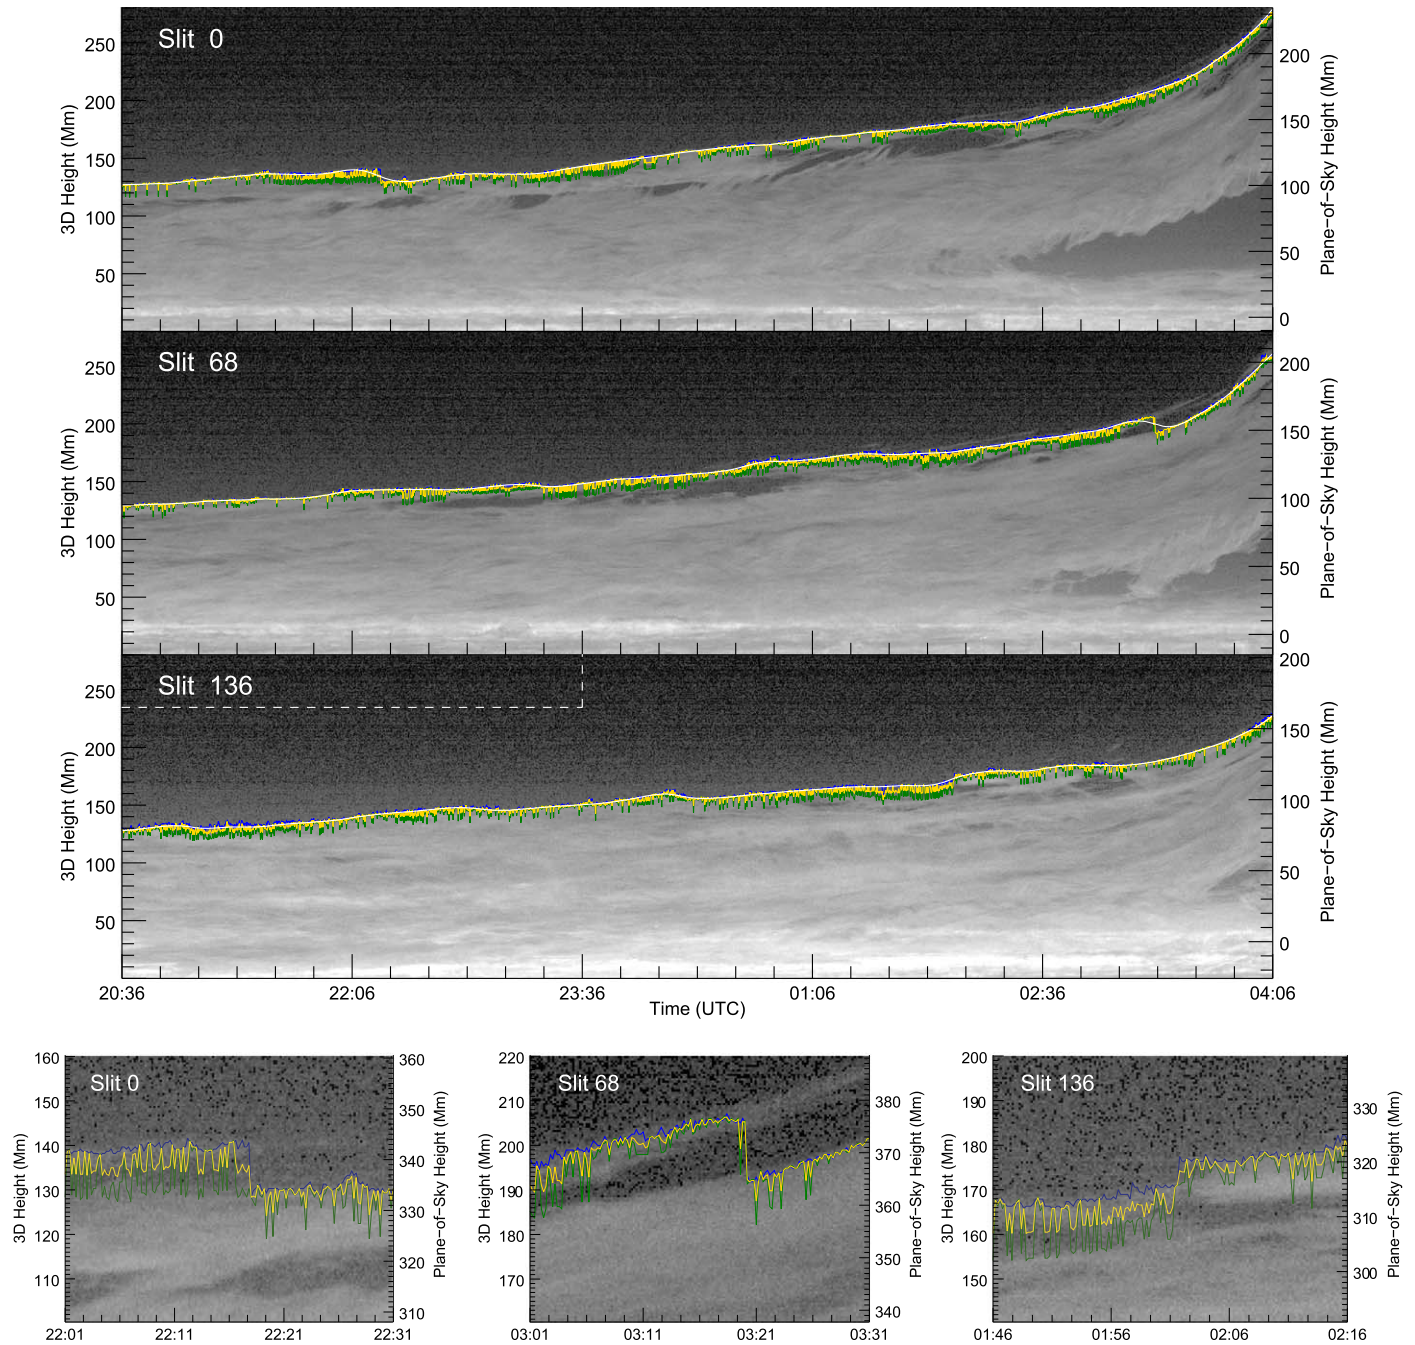 Slit 0
250
200
150
100
50
3D Height (Mm)
200
150
100
50
0
Plane−of−Sky Height (Mm)
Slit 68
250
200
150
100
50
3D Height (Mm)
200
150
100
50
0
Plane−of−Sky Height (Mm)
Slit 136
250
200
150
100
50
3D Height (Mm)
200
150
100
50
0
Plane−of−Sky Height (Mm)
20:36 22:06 23:36 01:06 02:36 04:06
Time (UTC)
Slit 0
160
150
140
130
120
110
3D Height (Mm)
360
350
340
330
320
310
Plane−of−Sky Height (Mm)
22:01 22:11 22:21 22:31
Slit 68
220
210
200
190
180
170
3D Height (Mm)
380
370
360
350
340
Plane−of−Sky Height (Mm)
03:01 03:11 03:21 03:31
Slit 136
200
190
180
170
160
150
3D Height (Mm)
330
320
310
300
Plane−of−Sky Height (Mm)
01:46 01:56 02:06 02:16